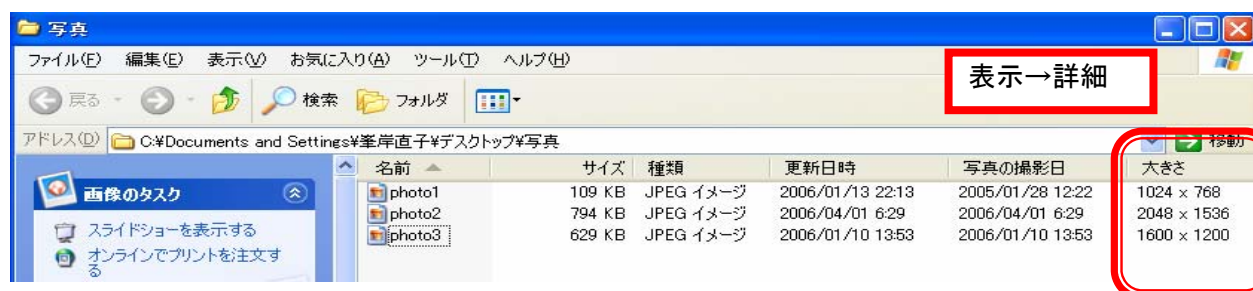 写真
ファイル(F) 編集(E) 表示(V) お気に入り(A) ツール(T) ヘルプ(H)
表示→詳細
戻る 検索 フォルダ
アドレス(D) C:¥Documents and Settings¥峯岸直子¥デスクトップ¥写真 移動
名前 サイズ 種類 更新日時 写真の撮影日 大きさ
画像のタスク
photo1 109 KB JPEG イメージ 2006/01/13 22:13 2005/01/28 12:22 1024 x 768
photo2 794 KB JPEG イメージ 2006/04/01 6:29 2006/04/01 6:29 2048 x 1536
photo3 629 KB JPEG イメージ 2006/01/10 13:53 2006/01/10 13:53 1600 x 1200
スライドショーを表示する
オンラインでプリントを注文す
る